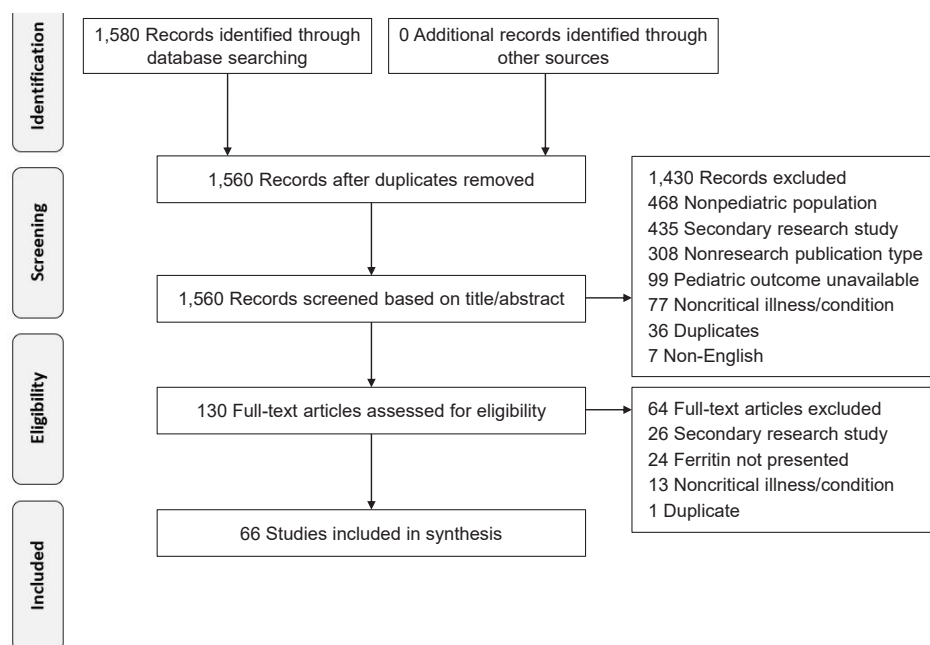 Identification
1,580 Records identified through
database searching
0 Additional records identified through
other sources
Screening
1,560 Records after duplicates removed
1,560 Records screened based on title/abstract
1,430 Records excluded
468 Nonpediatric population
435 Secondary research study
308 Nonresearch publication type
99 Pediatric outcome unavailable
77 Noncritical illness/condition
36 Duplicates
7 Non-English
Eligibility
130 Full-text articles assessed for eligibility
64 Full-text articles excluded
26 Secondary research study
24 Ferritin not presented
13 Noncritical illness/condition
1 Duplicate
Included
66 Studies included in synthesis